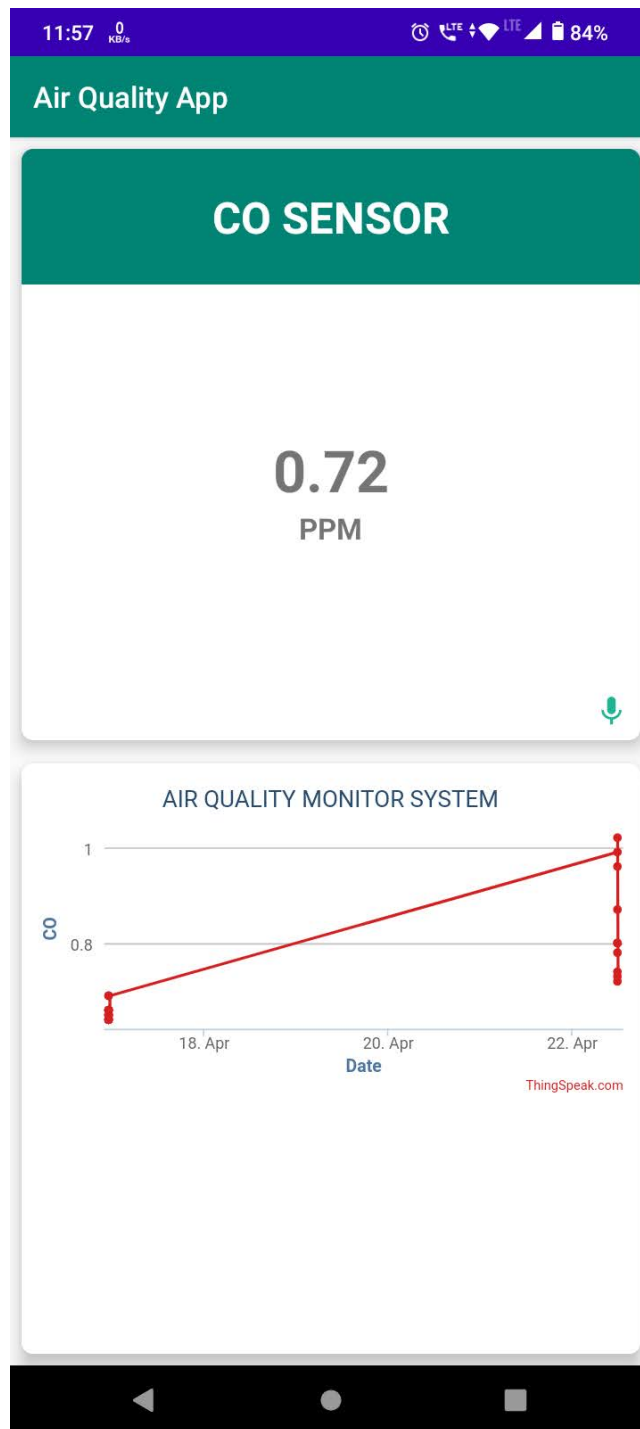 11:57 0 KB/s LTE LTE 84%
Air Quality App
CO SENSOR
0.72
PPM
AIR QUALITY MONITOR SYSTEM
1
CO
0.8
18. Apr 20. Apr 22. Apr
Date
ThingSpeak.com